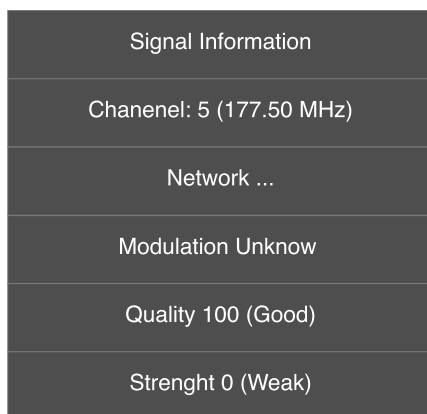 Signal Information
Chanenel: 5 (177.50 MHz)
Network ...
Modulation Unknow
Quality 100 (Good)
Strenght 0 (Weak)